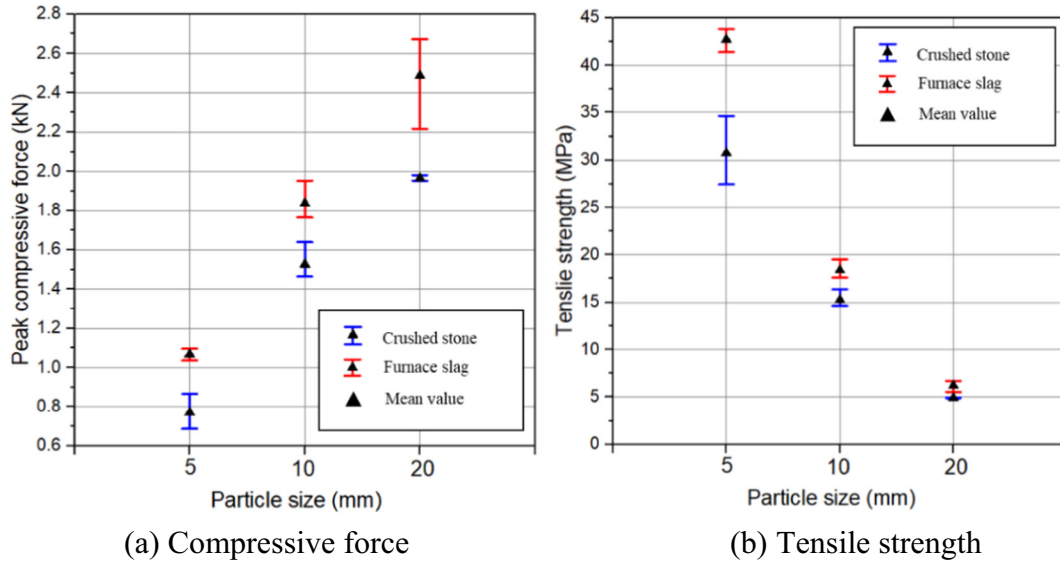 2.8
2.6
2.4
2.2
2.0
1.8
1.6
1.4
1.2
1.0
0.8
0.6
Peak compressive force (kN)
Crushed stone
Furnace slag
Mean value
5 10 20
Particle size (mm)
(a) Compressive force
45
40
35
30
25
20
15
10
5
0
Tenslie strength (MPa)
Crushed stone
Furnace slag
Mean value
5 10 20
Particle size (mm)
(b) Tensile strength